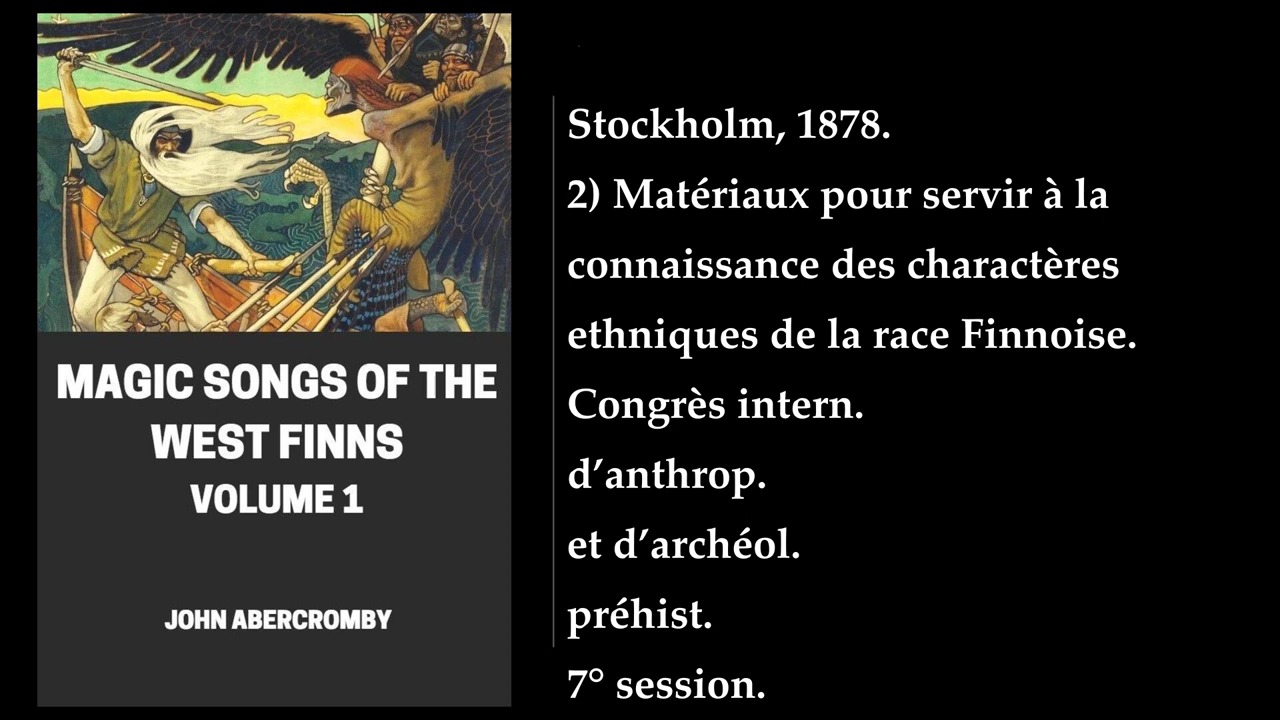 MAGIC SONGS OF THE
WEST FINNS
VOLUME 1
JOHN ABERCROMBY
Stockholm, 1878.
2) Matériaux pour servir à la
connaissance des charactères
ethniques de la race Finnoise.
Congrès intern.
d’anthrop.
et d’archéol.
préhist.
7° session.